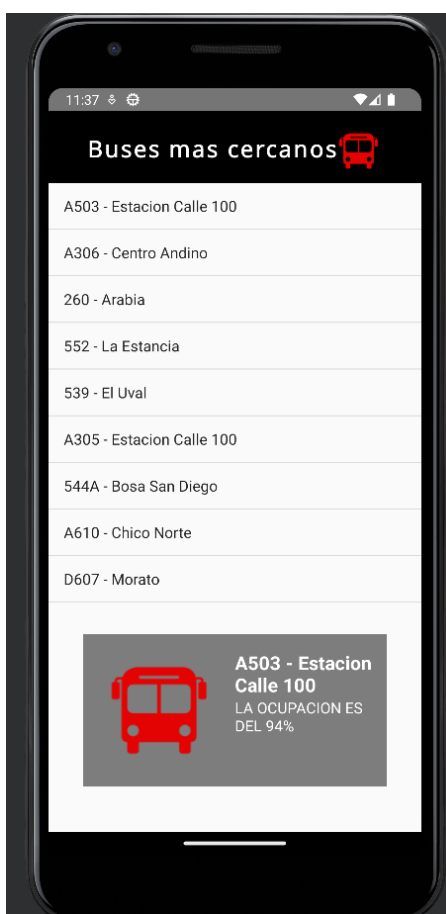 11:37
Buses mas cercanos
A503 - Estacion Calle 100
A306 - Centro Andino
260 - Arabia
552 - La Estancia
539 - El Uval
A305 - Estacion Calle 100
544A - Bosa San Diego
A610 - Chico Norte
D607 - Morato
A503 - Estacion
Calle 100
LA OCUPACION ES
DEL 94%